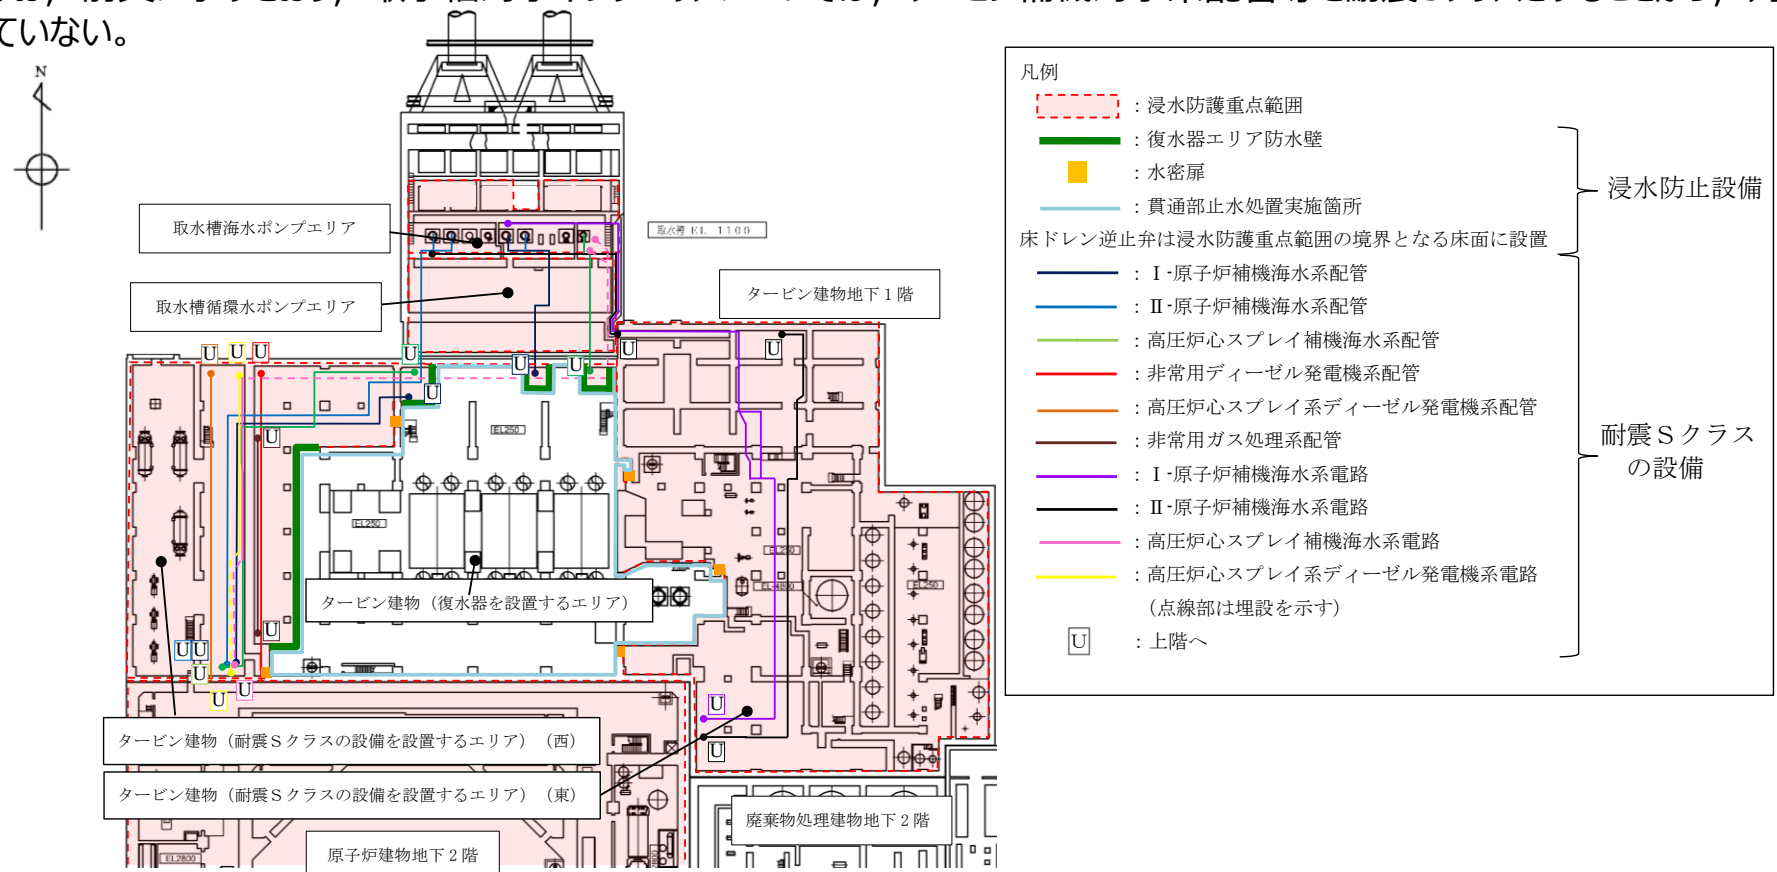 ていない。
N
取水槽海水ポンプエリア
取水槽 EL 1100
取水槽循環水ポンプエリア
タービン建物地下1階
U U U U U U U U U
U
EL250
U
EL250
EL250
EL250
タービン建物（復水器を設置するエリア）
U
U U
U
U
U
U
U
タービン建物（耐震Sクラスの設備を設置するエリア）（西）
タービン建物（耐震Sクラスの設備を設置するエリア）（東）
廃棄物処理建物地下2階
原子炉建物地下2階
EL2800
凡例
：浸水防護重点範囲
：復水器エリア防水壁
：水密扉
：貫通部止水処置実施箇所
浸水防止設備
床ドレン逆止弁は浸水防護重点範囲の境界となる床面に設置
：Ⅰ-原子炉補機海水系配管
：Ⅱ-原子炉補機海水系配管
：高圧炉心スプレイ補機海水系配管
：非常用ディーゼル発電機系配管
：高圧炉心スプレイ系ディーゼル発電機系配管
：非常用ガス処理系配管
：Ⅰ-原子炉補機海水系電路
：Ⅱ-原子炉補機海水系電路
：高圧炉心スプレイ補機海水系電路
：高圧炉心スプレイ系ディーゼル発電機系電路
（点線部は埋設を示す）
U ：上階へ
耐震Sクラス
の設備